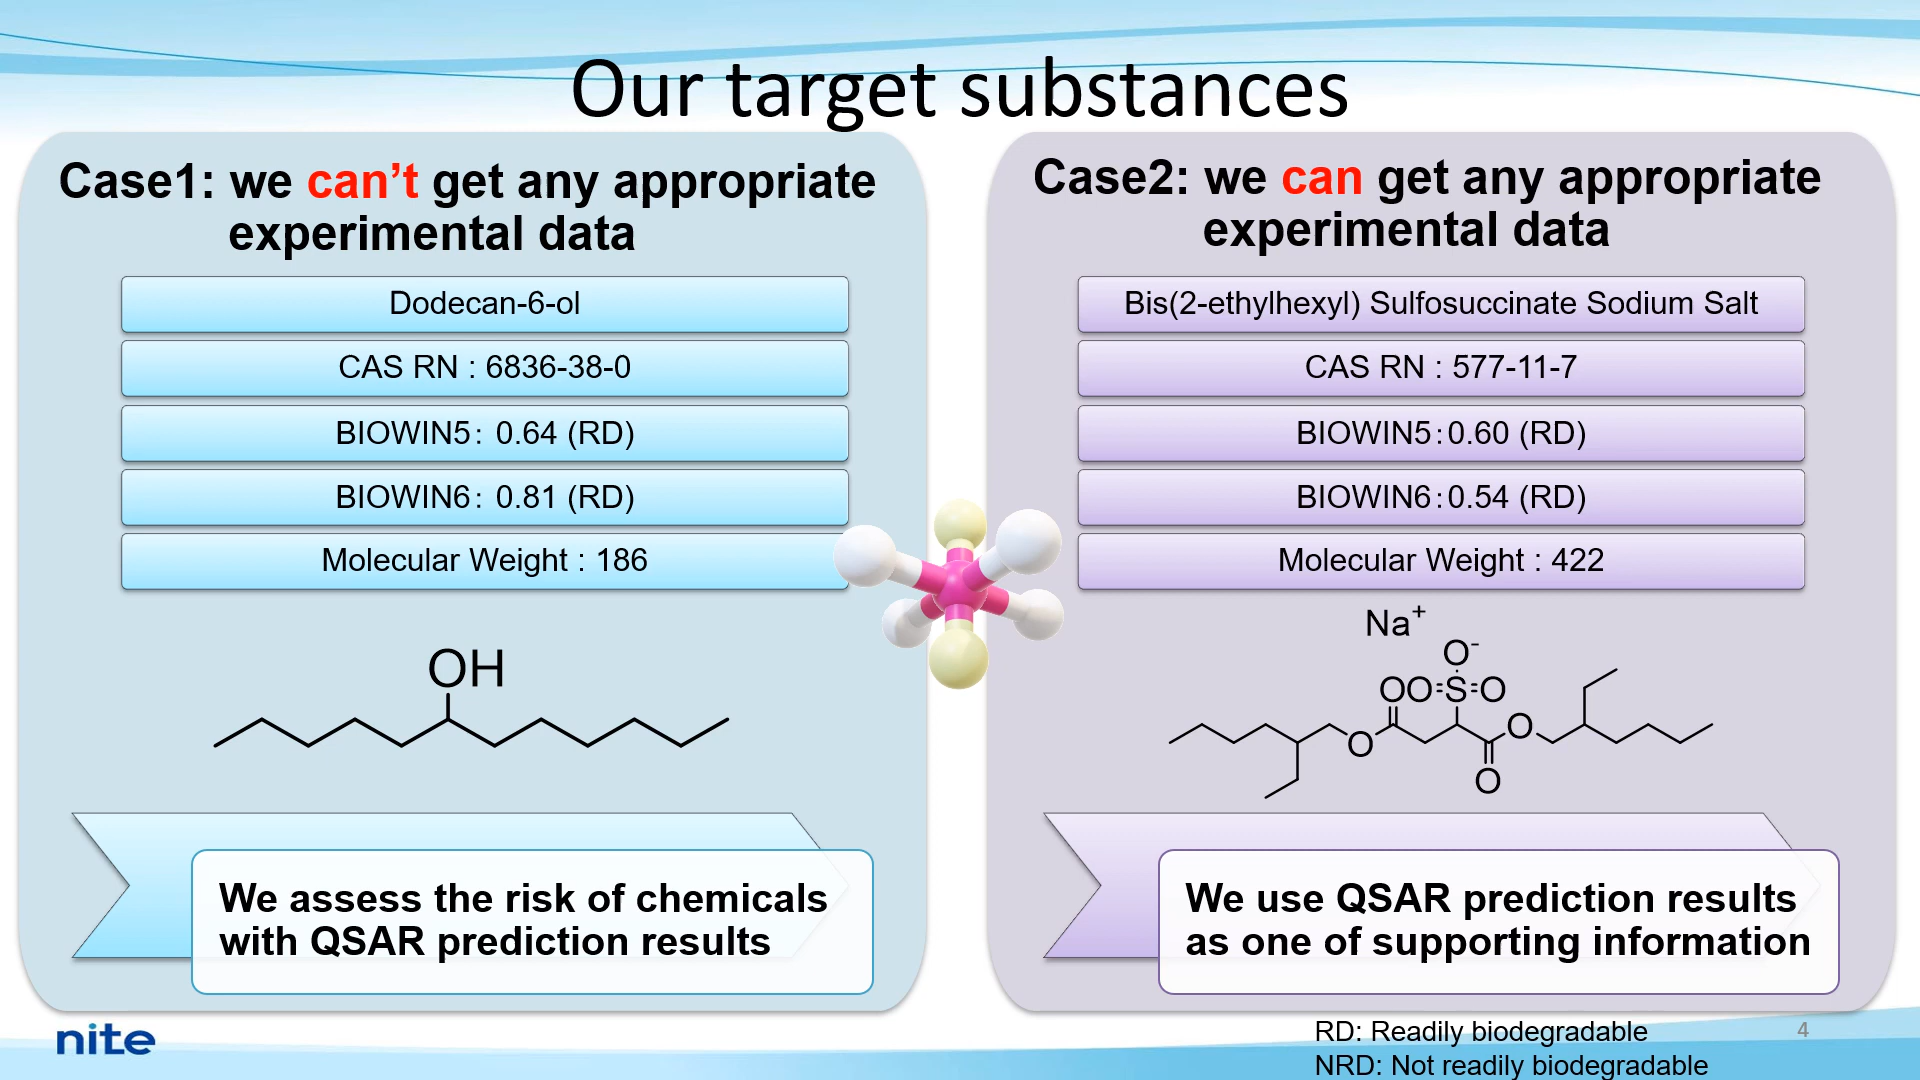 Our target substances
Case1: we can’t get any appropriate
experimental data
Dodecan-6-ol
CAS RN : 6836-38-0
BIOWIN5: 0.64 (RD)
BIOWIN6: 0.81 (RD)
Molecular Weight : 186
OH
We assess the risk of chemicals
with QSAR prediction results
Case2: we can get any appropriate
experimental data
Bis(2-ethylhexyl) Sulfosuccinate Sodium Salt
CAS RN : 577-11-7
BIOWIN5:0.60 (RD)
BIOWIN6:0.54 (RD)
Molecular Weight : 422
Na+
O-
O O S O
O
O
O
We use QSAR prediction results
as one of supporting information
nite
RD: Readily biodegradable
NRD: Not readily biodegradable
4